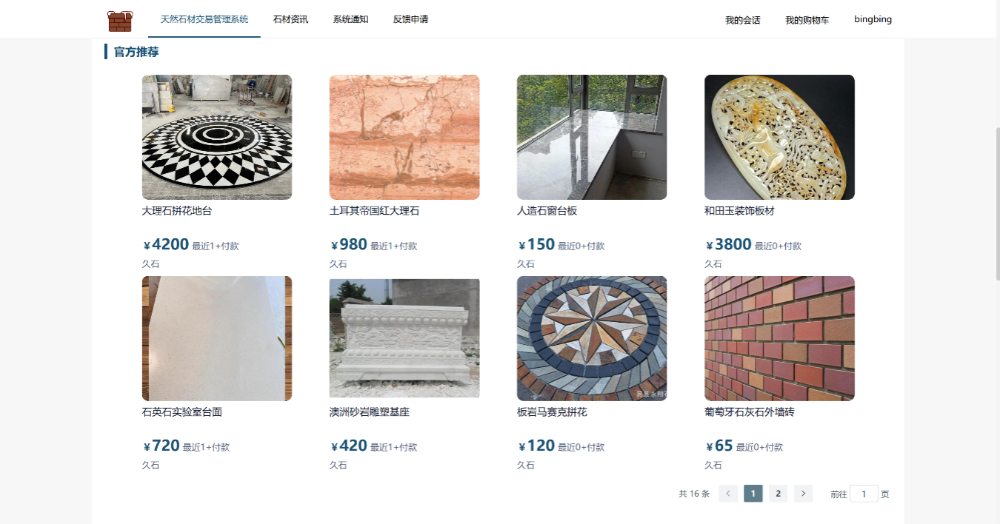 天然石材交易管理系统 石材资讯 系统通知 反馈申请 我的会话 我的购物车 bingbing
官方推荐
大理石拼花地台 土耳其帝国红大理石 人造石窗台板 和田玉装饰板材
¥4200 最近1+付款 ¥980 最近1+付款 ¥150 最近0+付款 ¥3800 最近0+付款
久石 久石 久石 久石
石英石实验室台面 澳洲砂岩雕塑基座 板岩马赛克拼花 葡萄牙石灰石外墙砖
¥720 最近1+付款 ¥420 最近1+付款 ¥120 最近0+付款 ¥65 最近0+付款
久石 久石 久石 久石
共 16 条 1 2 前往 1 页